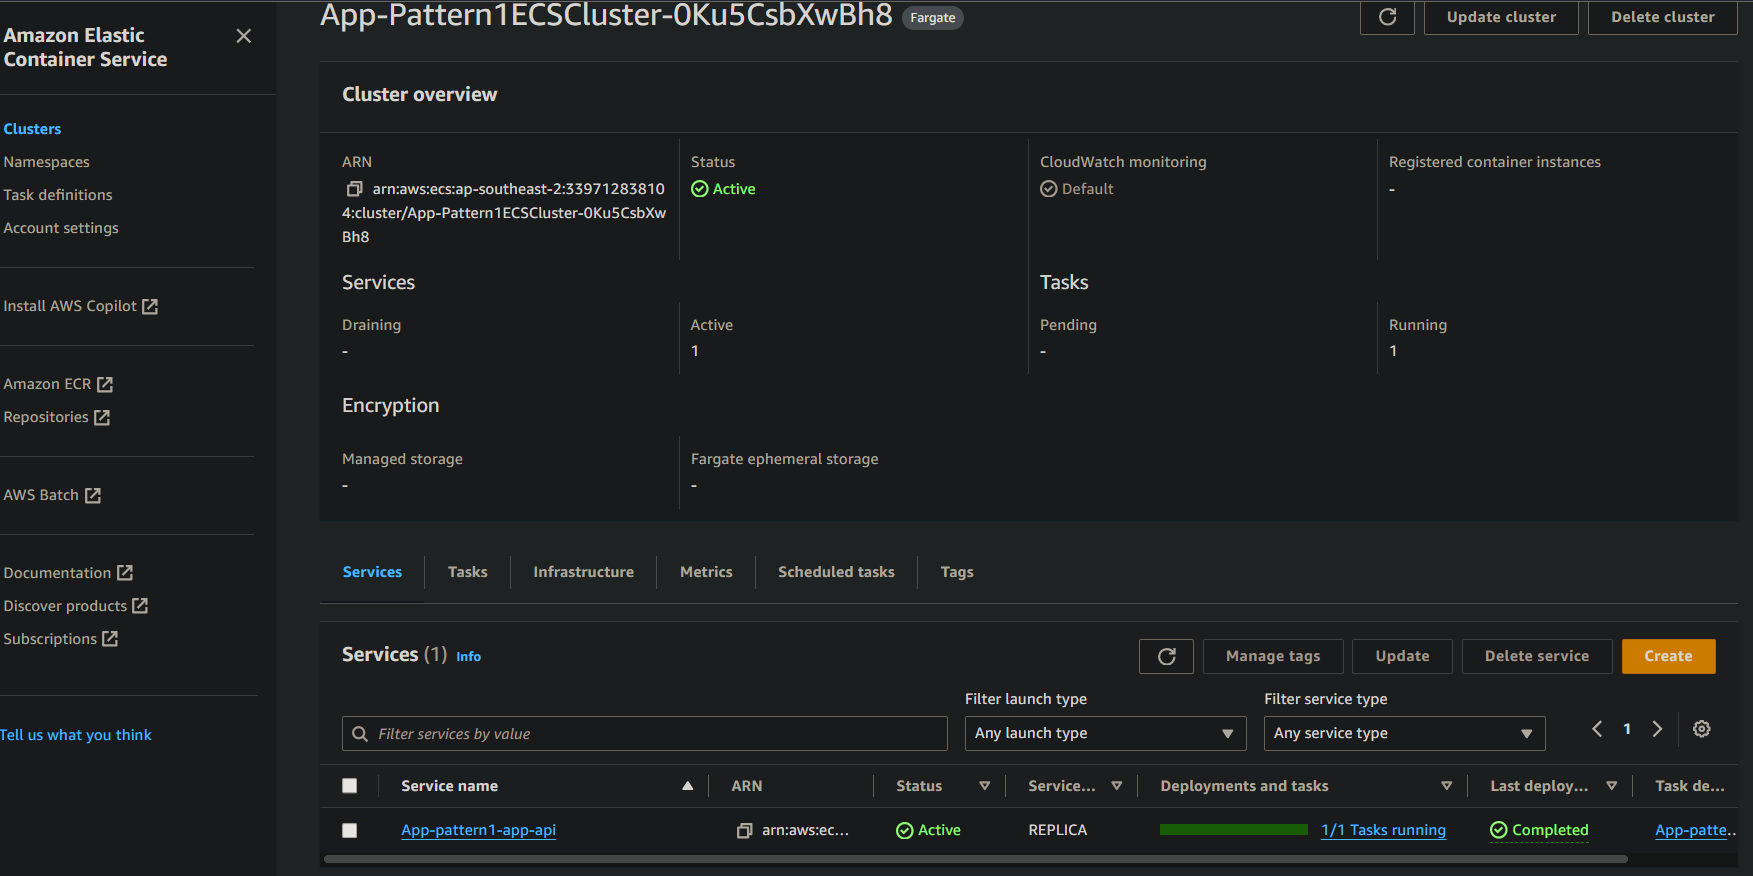 Amazon Elastic
Container Service
Clusters
Namespaces
Task definitions
Account settings
Install AWS Copilot
Amazon ECR
Repositories
AWS Batch
Documentation
Discover products
Subscriptions
Tell us what you think
App-Pattern1ECSCluster-0Ku5CsbXwBh8 Fargate
Update cluster Delete cluster
Cluster overview
ARN
arn:aws:ecs:ap-southeast-2:33971283810
4:cluster/App-Pattern1ECSCluster-0Ku5CsbXw
Bh8
Status
Active
CloudWatch monitoring
Default
Registered container instances
-
Services
Draining
-
Active
1
Tasks
Pending
-
Running
1
Encryption
Managed storage
-
Fargate ephemeral storage
-
Services Tasks Infrastructure Metrics Scheduled tasks Tags
Services (1) Info
Manage tags Update Delete service Create
Filter services by value
Filter launch type
Any launch type
Filter service type
Any service type
1
Service name ARN Status Service... Deployments and tasks Last deploy... Task de...
App-pattern1-app-api arn:aws:ec... Active REPLICA 1/1 Tasks running Completed App-patte...